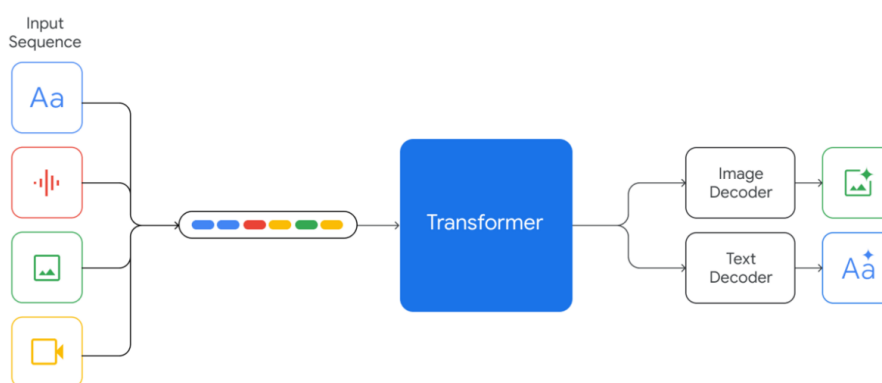 Input
Sequence
Aa
Transformer
Image
Decoder
Text
Decoder
Aa